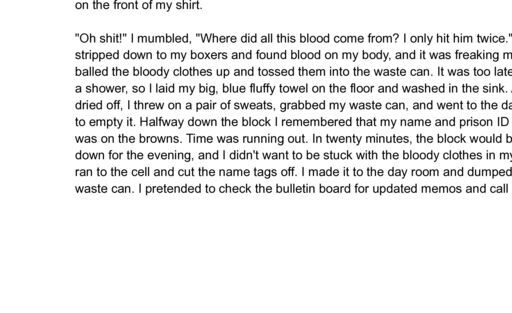 on the front of my shirt.
"Oh shit!" I mumbled, "Where did all this blood come from? I only hit him twice."
stripped down to my boxers and found blood on my body, and it was freaking
balled the bloody clothes up and tossed them into the waste can. It was too late
a shower, so I laid my big, blue fluffy towel on the floor and washed in the sink.
dried off, I threw on a pair of sweats, grabbed my waste can, and went to the
to empty it. Halfway down the block I remembered that my name and prison ID
was on the browns. Time was running out. In twenty minutes, the block would
down for the evening, and I didn't want to be stuck with the bloody clothes in
ran to the cell and cut the name tags off. I made it to the day room and dumped
waste can. I pretended to check the bulletin board for updated memos and call